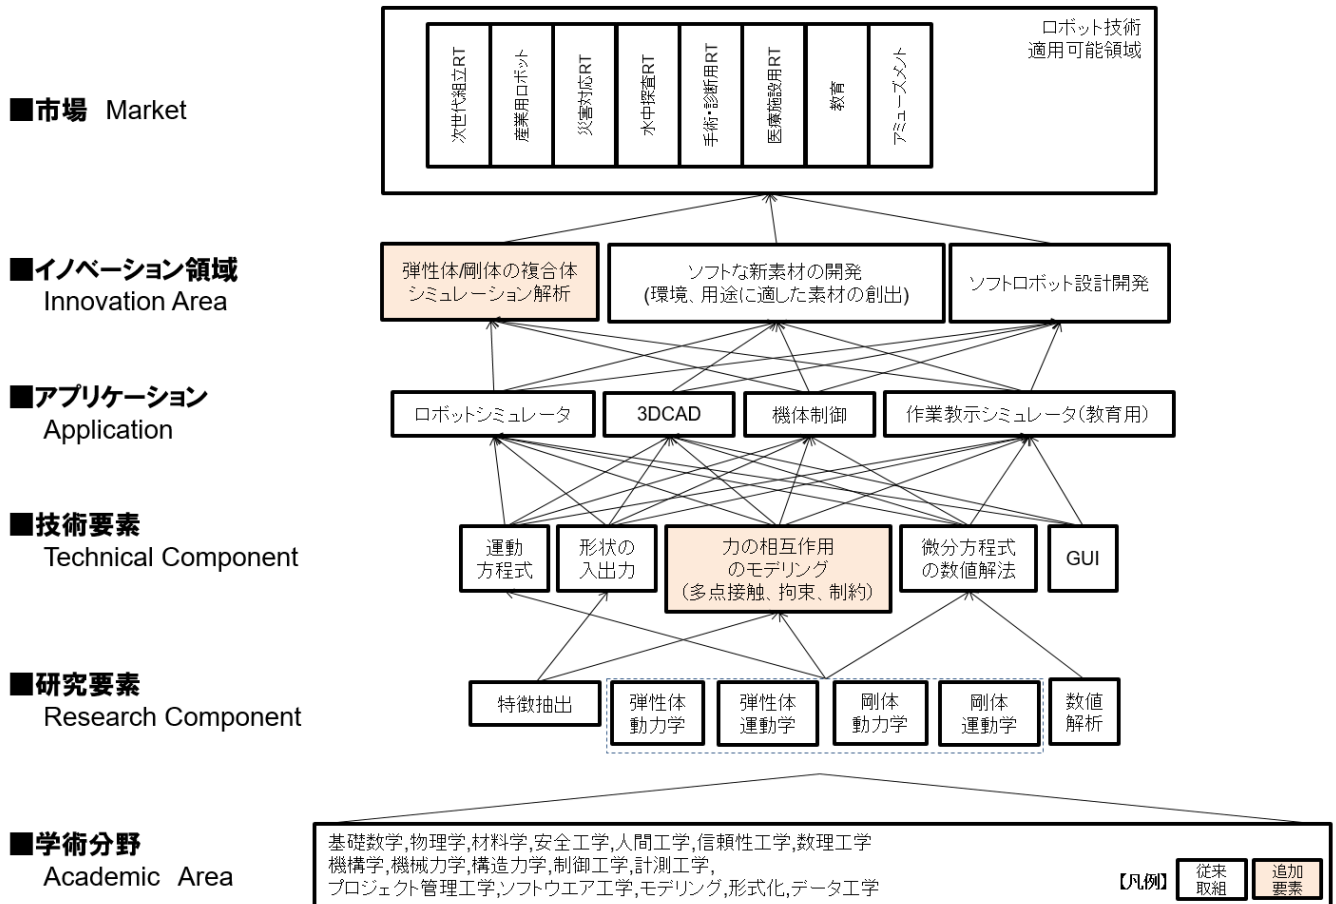 ロボット技術
適用可能領域
次世代組立RT
産業用ロボット
災害対応RT
水中探査RT
手術・診断用RT
医療施設用RT
教育
アミューズメント
■市場 Market
■イノベーション領域
Innovation Area
弾性体/剛体の複合体
シミュレーション解析
ソフトな新素材の開発
(環境、用途に適した素材の創出)
ソフトロボット設計開発
■アプリケーション
Application
ロボットシミュレータ
3DCAD
機体制御
作業教示シミュレータ(教育用)
■技術要素
Technical Component
運動
方程式
形状の
入出力
力の相互作用
のモデリング
(多点接触、拘束、制約)
微分方程式
の数値解法
GUI
■研究要素
Research Component
特徴抽出
弾性体
動力学
弾性体
運動学
剛体
動力学
剛体
運動学
数値
解析
■学術分野
Academic Area
基礎数学,物理学,材料学,安全工学,人間工学,信頼性工学,数理工学
機構学,機械力学,構造力学,制御工学,計測工学,
プロジェクト管理工学,ソフトウエア工学,モデリング,形式化,データ工学
【凡例】
従来
取組
追加
要素